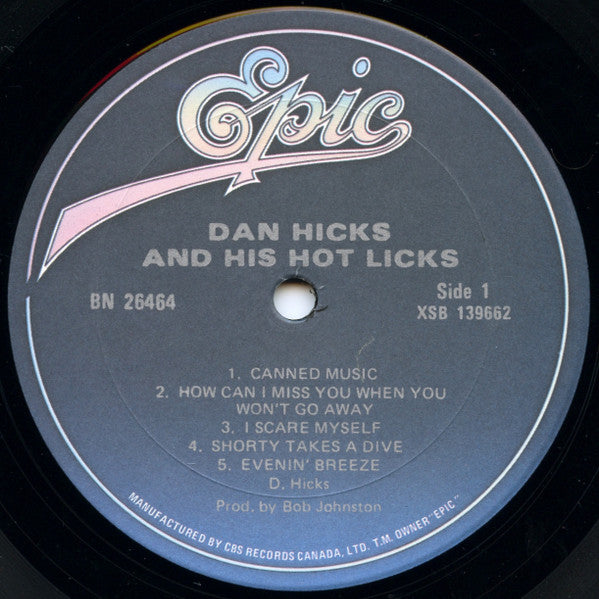 Epic
DAN HICKS
AND HIS HOT LICKS
BN 26464
Side 1
XSB 139662
1. CANNED MUSIC
2. HOW CAN I MISS YOU WHEN YOU
WON'T GO AWAY
3. I SCARE MYSELF
4. SHORTY TAKES A DIVE
5. EVENIN' BREEZE
D. Hicks
Prod. by Bob Johnston
MANUFACTURED BY CBS RECORDS CANADA, LTD. T.M. OWNER "EPIC"